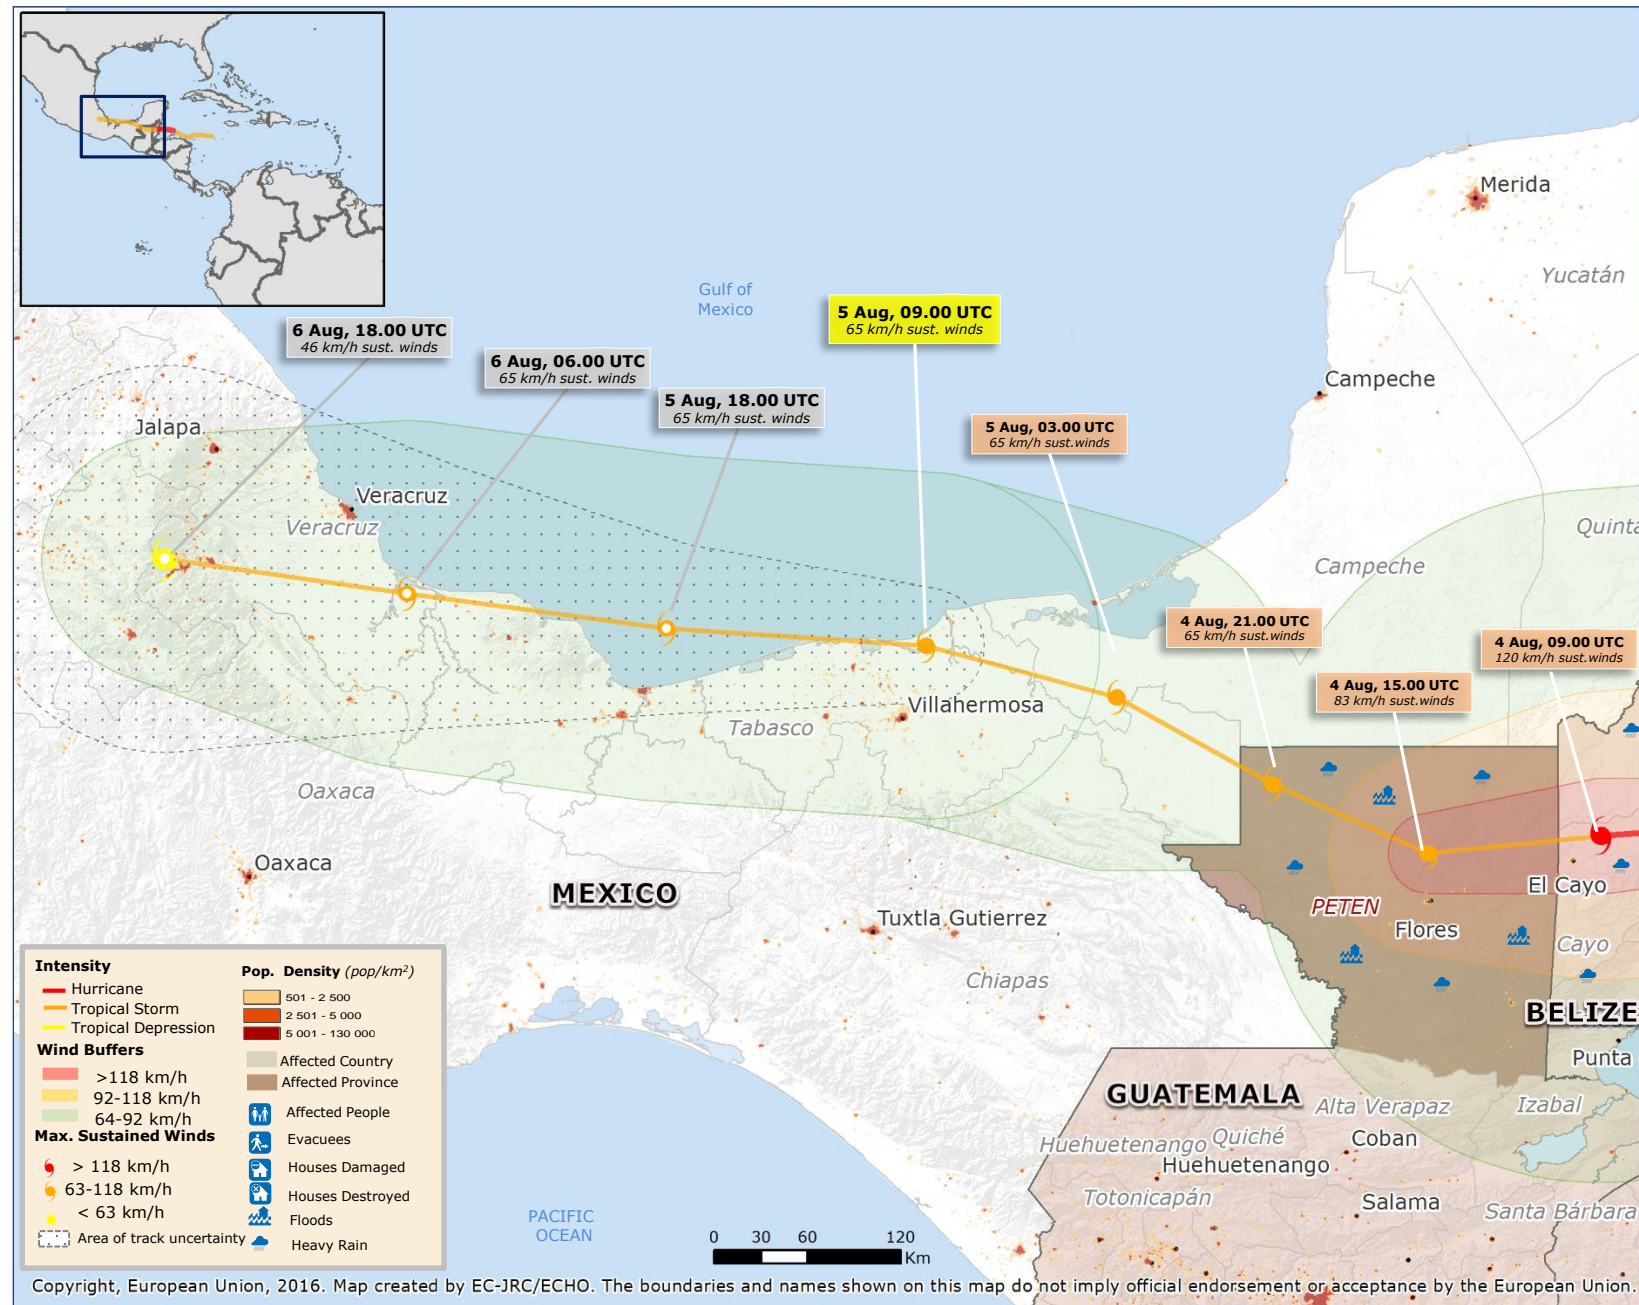 Merida
Yucatán
Gulf of
Mexico
5 Aug, 09.00 UTC
65 km/h sust. winds
6 Aug, 18.00 UTC
46 km/h sust. winds
6 Aug, 06.00 UTC
65 km/h sust. winds
5 Aug, 18.00 UTC
65 km/h sust. winds
Campeche
5 Aug, 03.00 UTC
65 km/h sust.winds
Jalapa
Veracruz
Veracruz
Quinta
Campeche
4 Aug, 21.00 UTC
65 km/h sust.winds
4 Aug, 09.00 UTC
120 km/h sust.winds
4 Aug, 15.00 UTC
83 km/h sust.winds
Villahermosa
Tabasco
Oaxaca
Oaxaca
MEXICO
El Cayo
PETEN
Flores
Tuxtla Gutierrez
Cayo
Chiapas
BELIZE
Punta
GUATEMALA
Alta Verapaz
Izabal
Huehuetenango
Quiché
Coban
Huehuetenango
Totonicapán
Salama
Santa Bárbara
PACIFIC
OCEAN
0 30 60 120
Km
Intensity
Hurricane
Tropical Storm
Tropical Depression
Wind Buffers
>118 km/h
92-118 km/h
64-92 km/h
Max. Sustained Winds
> 118 km/h
63-118 km/h
< 63 km/h
Area of track uncertainty
Pop. Density (pop/km²)
501 - 2 500
2 501 - 5 000
5 001 - 130 000
Affected Country
Affected Province
Affected People
Evacuees
Houses Damaged
Houses Destroyed
Floods
Heavy Rain
Copyright, European Union, 2016. Map created by EC-JRC/ECHO. The boundaries and names shown on this map do not imply official endorsement or acceptance by the European Union.